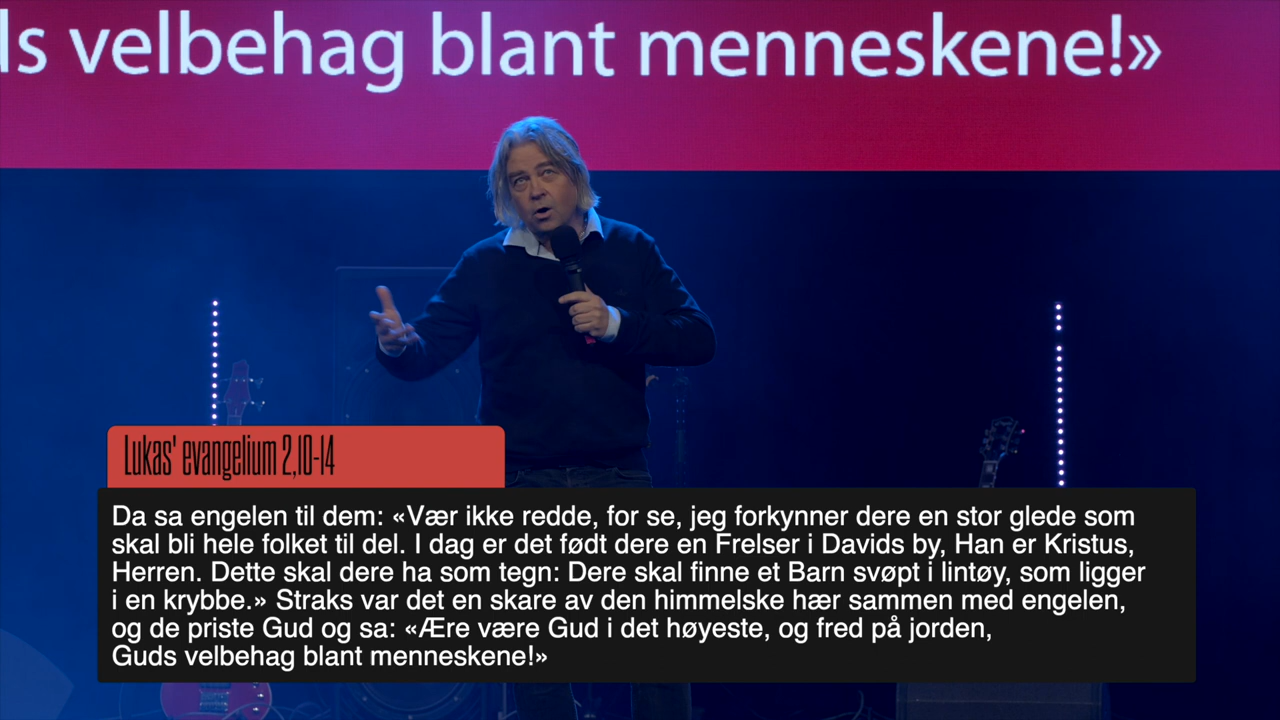 ls velbehag blant menneskene!»
Lukas' evangelium 2,10-14
Da sa engelen til dem: «Vær ikke redde, for se, jeg forkynner dere en stor glede som
skal bli hele folket til del. I dag er det født dere en Frelser i Davids by, Han er Kristus,
Herren. Dette skal dere ha som tegn: Dere skal finne et Barn svøpt i lintøy, som ligger
i en krybbe.» Straks var det en skare av den himmelske hær sammen med engelen,
og de priste Gud og sa: «Ære være Gud i det høyeste, og fred på jorden,
Guds velbehag blant menneskene!»